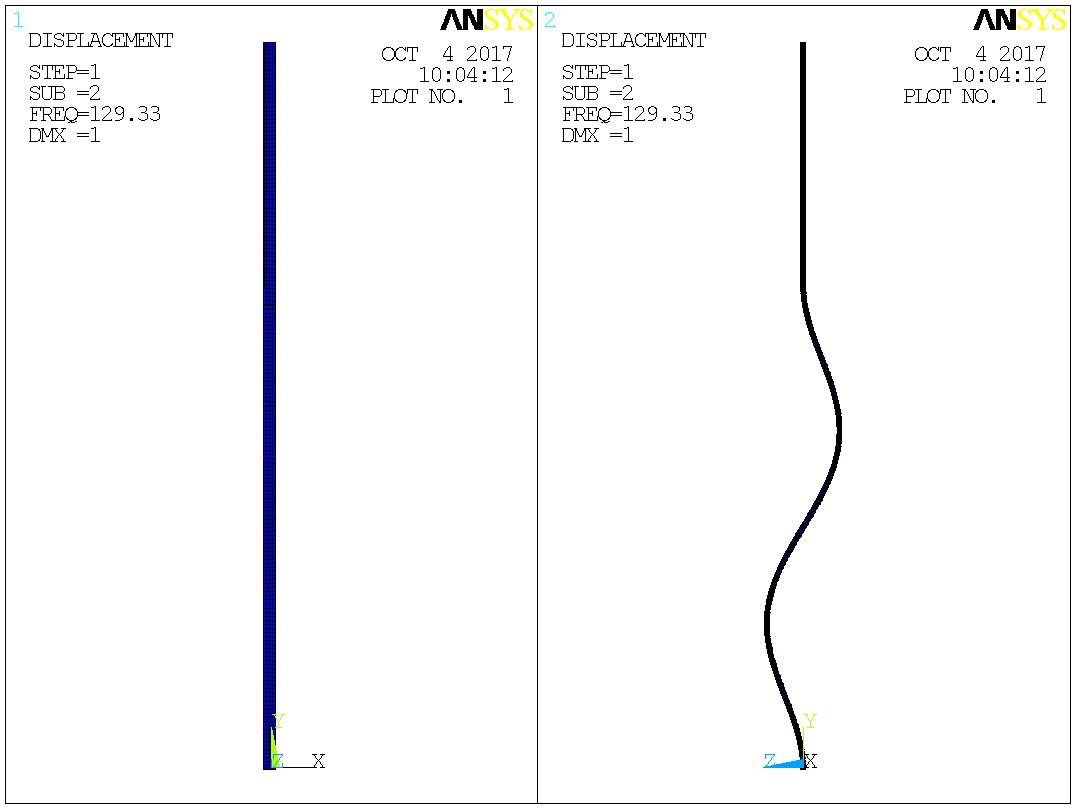 1
ANSYS
DISPLACEMENT
STEP=1
SUB =2
FREQ=129.33
DMX =1
OCT 4 2017
10:04:12
PLOT NO. 1
Y
Z
X
2
ANSYS
DISPLACEMENT
STEP=1
SUB =2
FREQ=129.33
DMX =1
OCT 4 2017
10:04:12
PLOT NO. 1
Y
Z
X